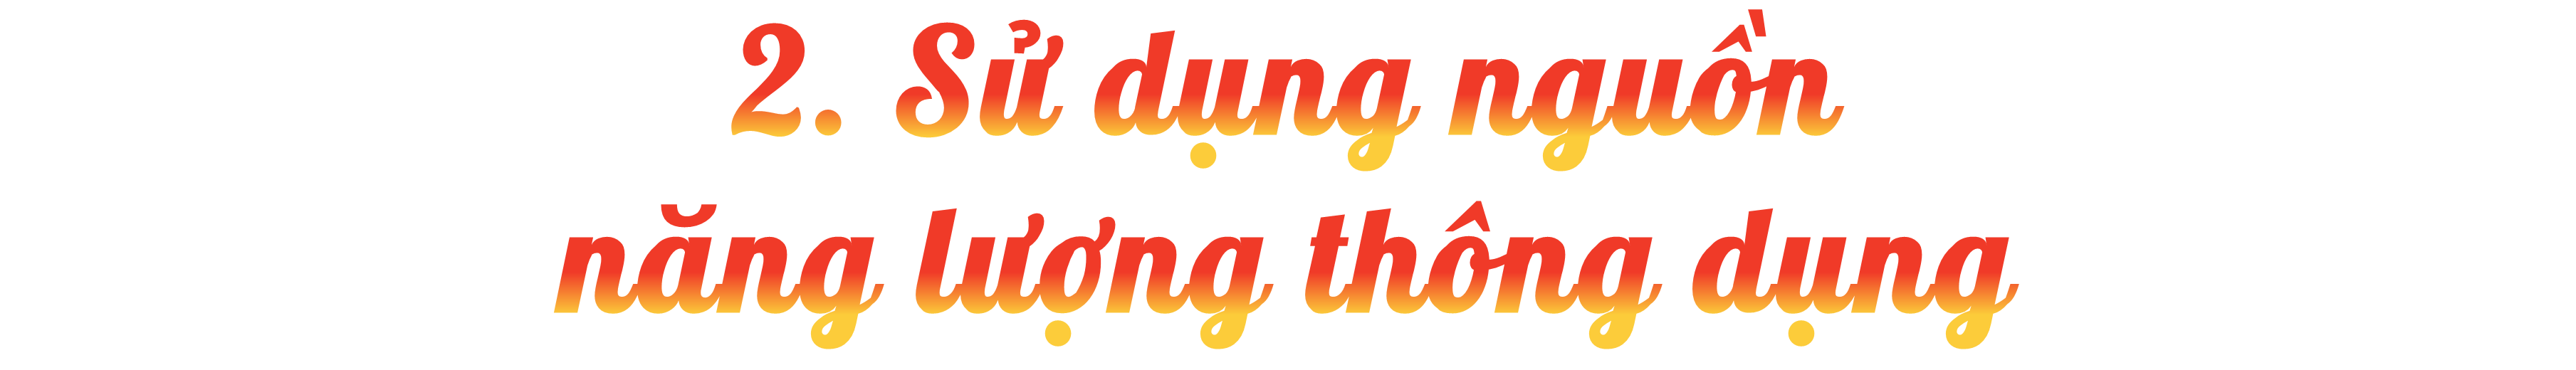 2. Sử dụng nguồn
năng lượng thông dụng